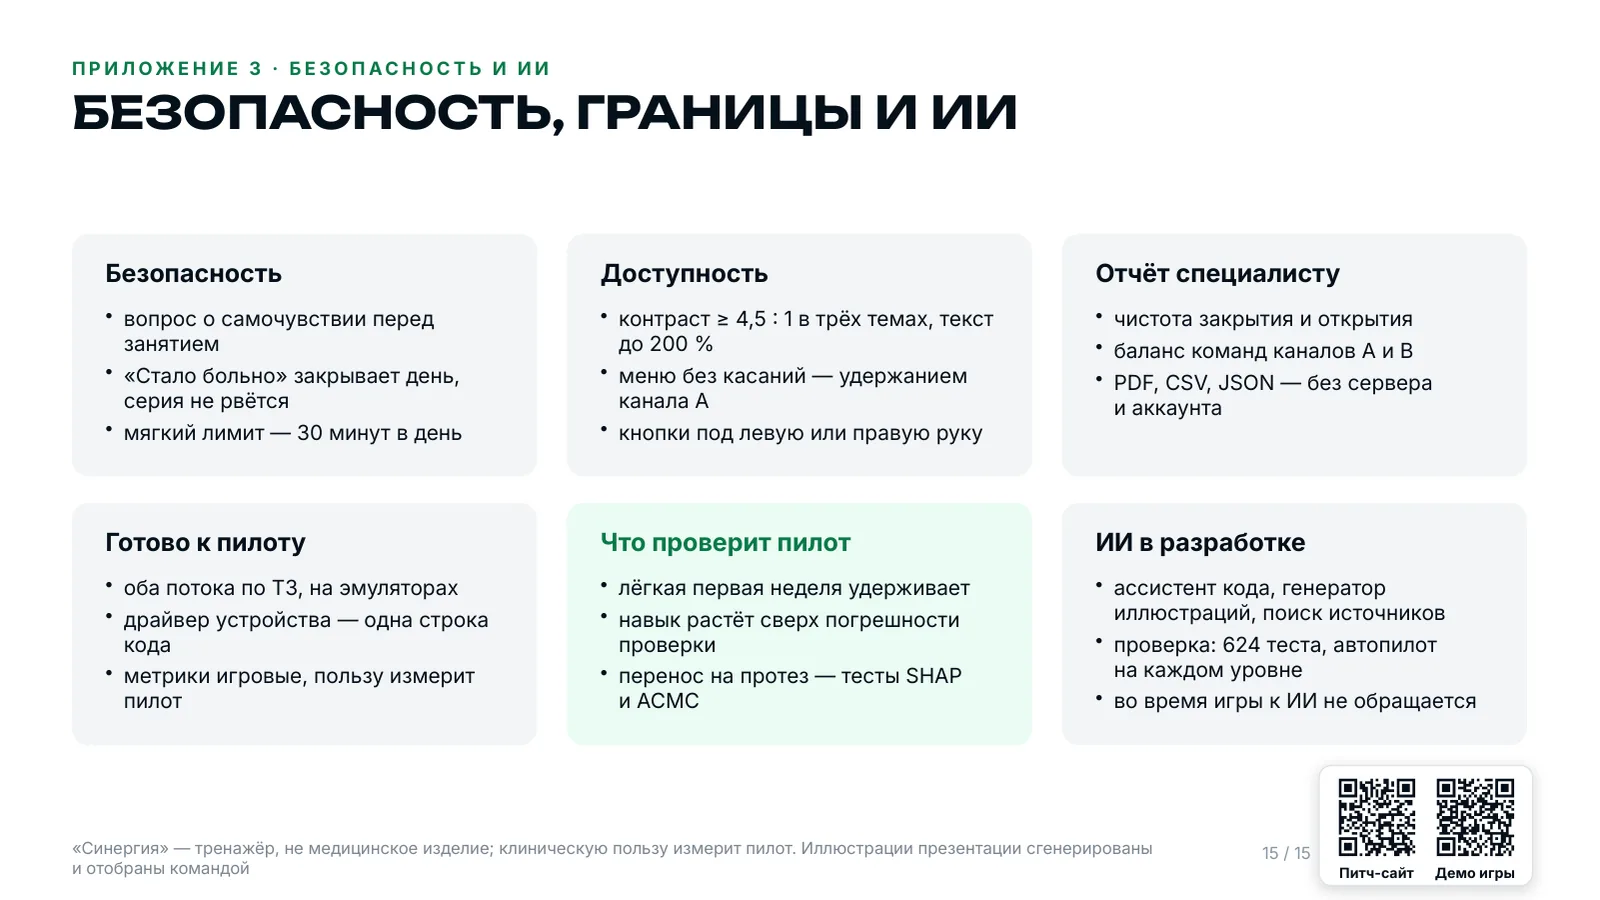 ПРИЛОЖЕНИЕ 3 · БЕЗОПАСНОСТЬ И ИИ
БЕЗОПАСНОСТЬ, ГРАНИЦЫ И ИИ
Безопасность
• вопрос о самочувствии перед
занятием
• «Стало больно» закрывает день,
серия не рвётся
• мягкий лимит — 30 минут в день
Доступность
• контраст ≥ 4,5 : 1 в трёх темах, текст
до 200 %
• меню без касаний — удержанием
канала A
• кнопки под левую или правую руку
Отчёт специалисту
• чистота закрытия и открытия
• баланс команд каналов A и B
• PDF, CSV, JSON — без сервера
и аккаунта
Готово к пилоту
• оба потока по ТЗ, на эмуляторах
• драйвер устройства — одна строка
кода
• метрики игровые, пользу измерит
пилот
Что проверит пилот
• лёгкая первая неделя удерживает
• навык растёт сверх погрешности
проверки
• перенос на протез — тесты SHAP
и ACMC
ИИ в разработке
• ассистент кода, генератор
иллюстраций, поиск источников
• проверка: 624 теста, автопилот
на каждом уровне
• во время игры к ИИ не обращается
«Синергия» — тренажёр, не медицинское изделие; клиническую пользу измерит пилот. Иллюстрации презентации сгенерированы
и отобраны командой
15 / 15
Питч-сайт
Демо игры